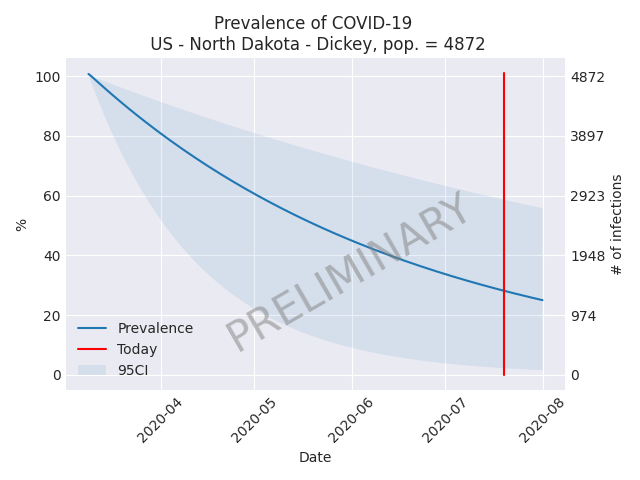 Prevalence of COVID-19
US - North Dakota - Dickey, pop. = 4872
100
80
60
40
20
0
%
4872
3897
2923
1948
974
0
# of infections
PRELIMINARY
Prevalence
Today
95CI
2020-04
2020-05
2020-06
2020-07
2020-08
Date